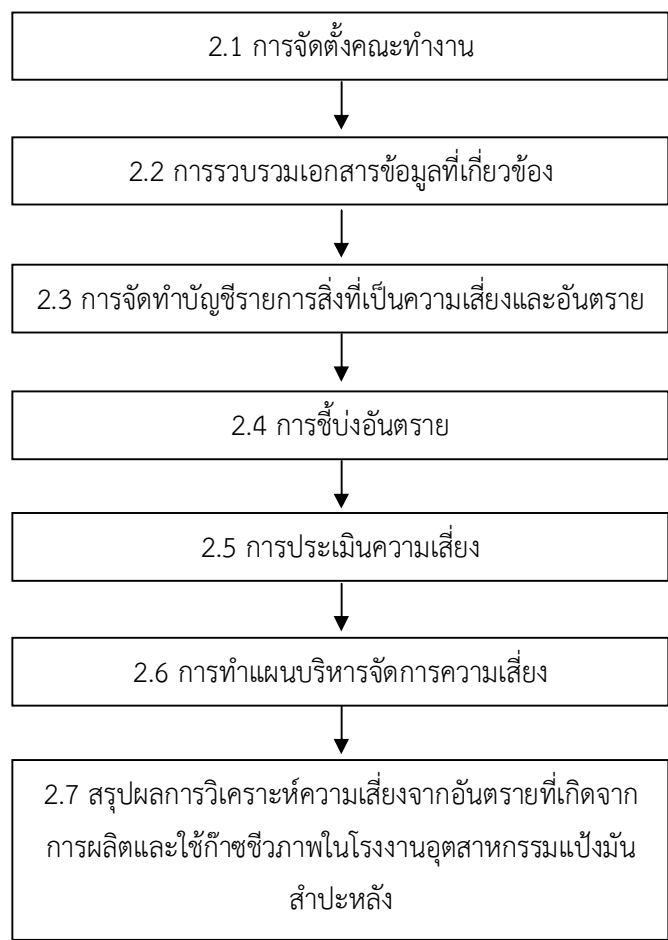 2.1 การจัดตั้งคณะทำงาน
2.2 การรวบรวมเอกสารข้อมูลที่เกี่ยวข้อง
2.3 การจัดทำบัญชีรายการสิ่งที่เป็นความเสี่ยงและอันตราย
2.4 การชี้บ่งอันตราย
2.5 การประเมินความเสี่ยง
2.6 การทำแผนบริหารจัดการความเสี่ยง
2.7 สรุปผลการวิเคราะห์ความเสี่ยงจากอันตรายที่เกิดจาก
การผลิตและใช้ก๊าซชีวภาพในโรงงานอุตสาหกรรมแป้งมัน
สำปะหลัง